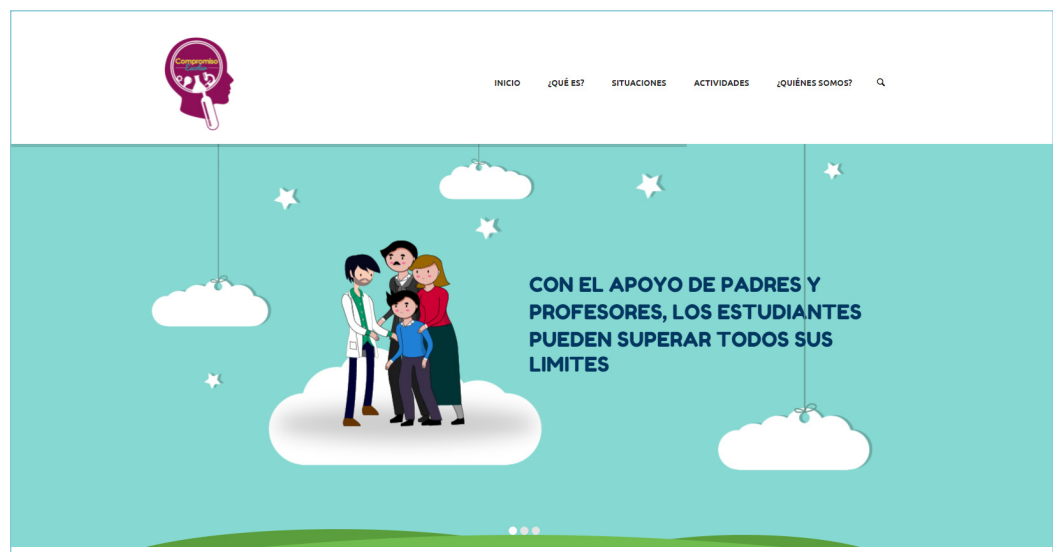 Compromiso
Escolar
INICIO
¿QUÉ ES?
SITUACIONES
ACTIVIDADES
¿QUIÉNES SOMOS?
CON EL APOYO DE PADRES Y
PROFESORES, LOS ESTUDIANTES
PUEDEN SUPERAR TODOS SUS
LIMITES